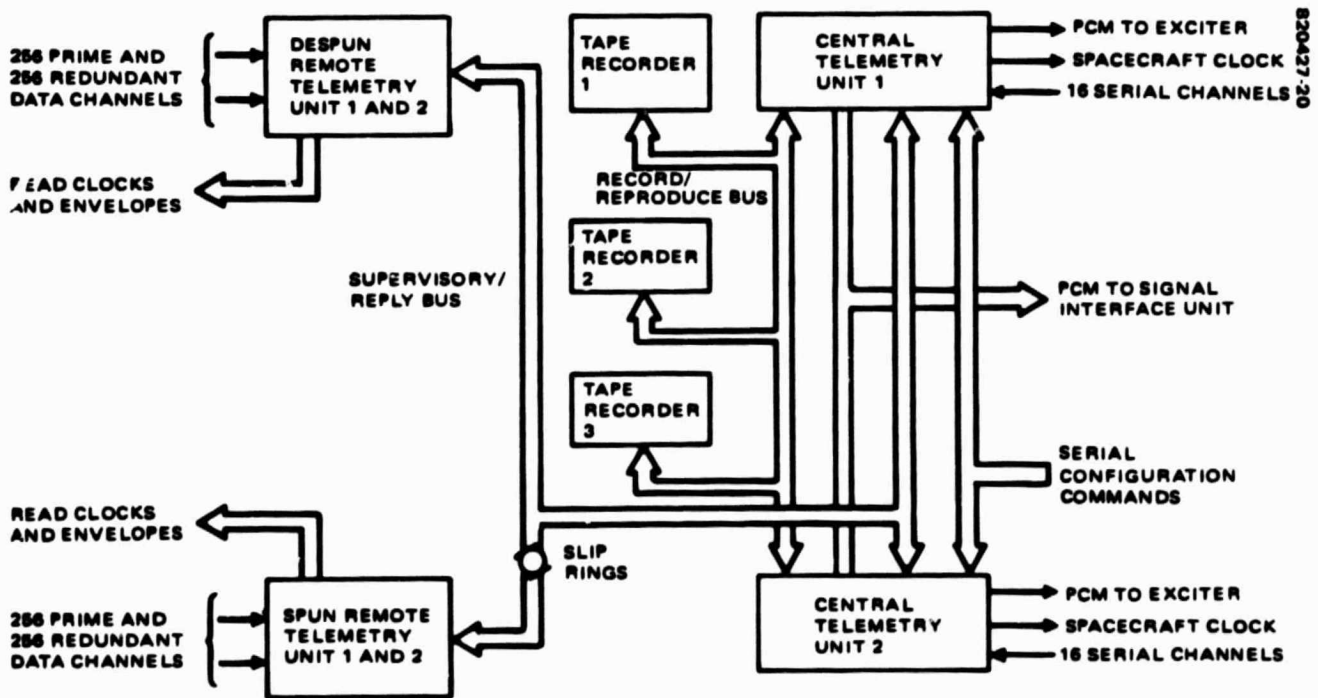 256 PRIME AND
256 REDUNDANT
DATA CHANNELS
DESPUN
REMOTE
TELEMETRY
UNIT 1 AND 2
TAPE
RECORDER
1
CENTRAL
TELEMETRY
UNIT 1
PCM TO EXCITER
SPACECRAFT CLOCK
16 SERIAL CHANNELS
820427-20
READ CLOCKS
AND ENVELOPES
RECORD/
REPRODUCE BUS
TAPE
RECORDER
2
SUPERVISORY/
REPLY BUS
PCM TO SIGNAL
INTERFACE UNIT
TAPE
RECORDER
3
SERIAL
CONFIGURATION
COMMANDS
READ CLOCKS
AND ENVELOPES
SLIP
RINGS
256 PRIME AND
256 REDUNDANT
DATA CHANNELS
SPUN REMOTE
TELEMETRY
UNIT 1 AND 2
CENTRAL
TELEMETRY
UNIT 2
PCM TO EXCITER
SPACECRAFT CLOCK
16 SERIAL CHANNELS